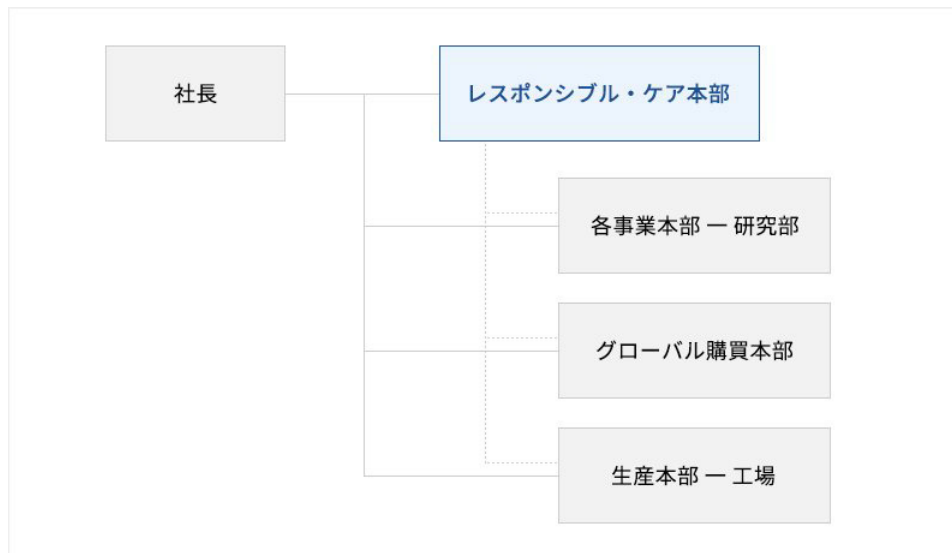 社長
レスポンシブル・ケア本部
各事業本部 ー 研究部
グローバル購買本部
生産本部 ー 工場